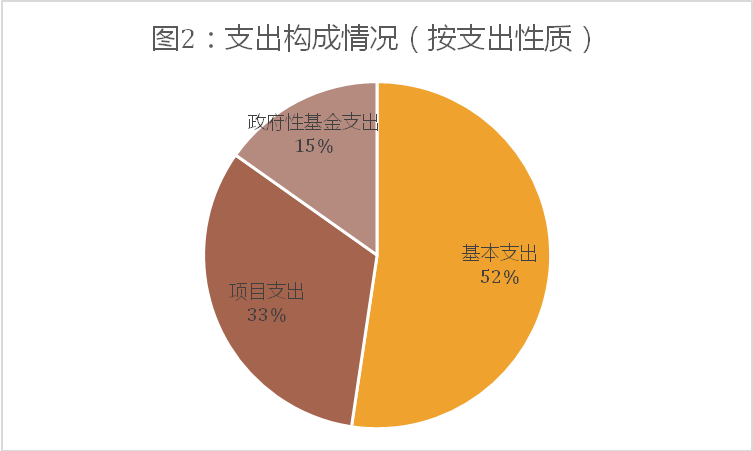 图2：支出构成情况（按支出性质）
政府性基金支出
15%
基本支出
52%
项目支出
33%